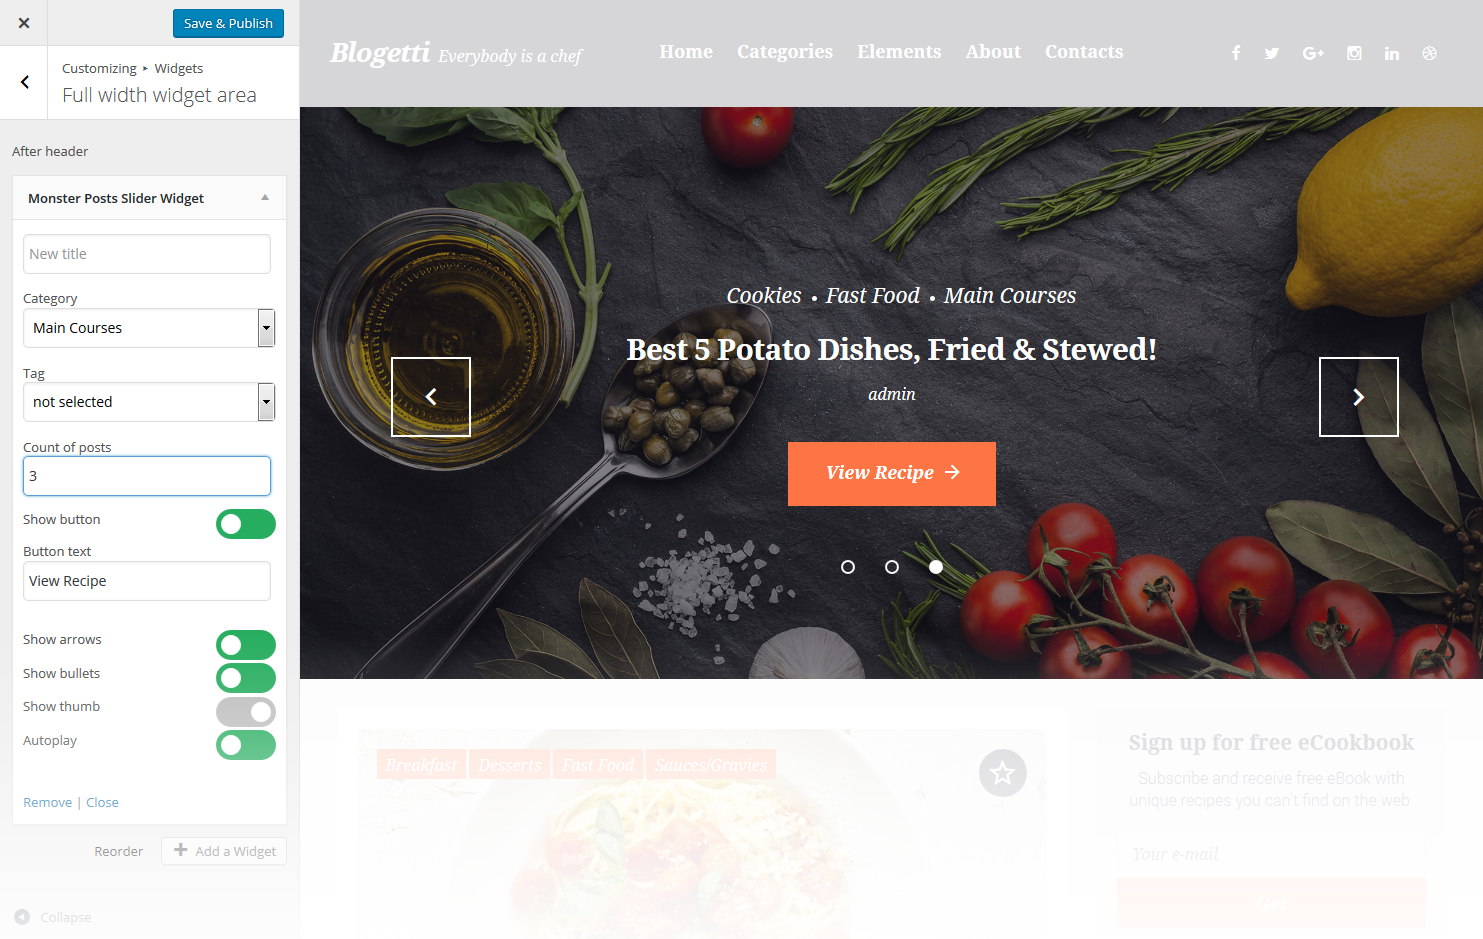 Save & Publish
Customizing ▸ Widgets
Full width widget area
After header
Monster Posts Slider Widget
New title
Category
Main Courses
Tag
not selected
Count of posts
3
Show button
Button text
View Recipe
Show arrows
Show bullets
Show thumb
Autoplay
Remove | Close
Reorder
Add a Widget
Collapse
Blogetti Everybody is a chef
Home Categories Elements About Contacts
Cookies • Fast Food • Main Courses
Best 5 Potato Dishes, Fried & Stewed!
admin
View Recipe
Breakfast Desserts Fast Food Sauces/Gravies
Sign up for free eCookbook
Subscribe and receive free eBook with
unique recipes you can't find on the web.
Your e-mail
Get